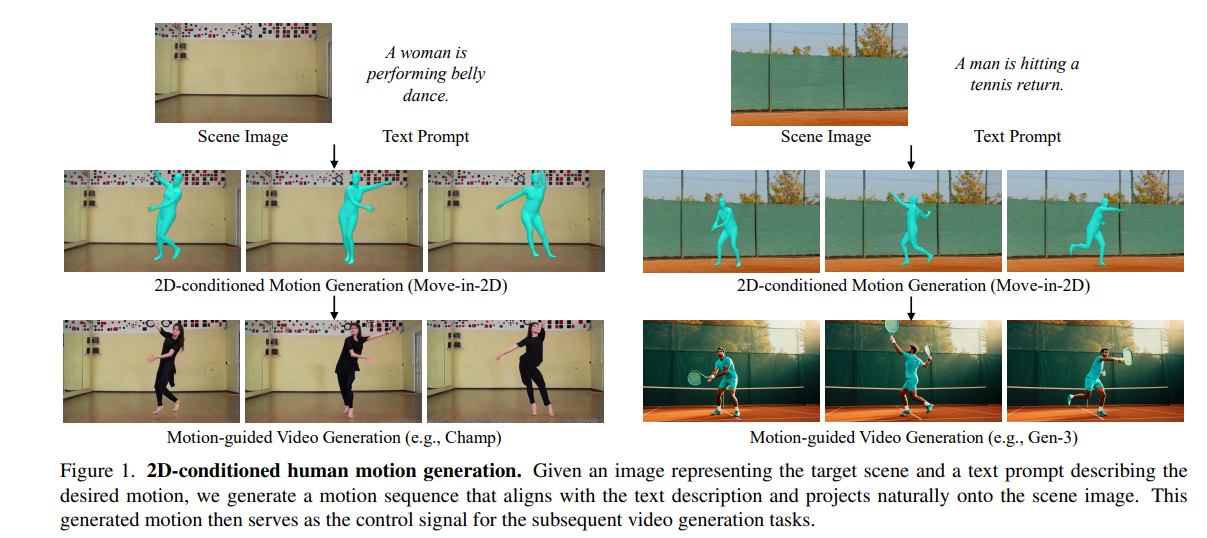 A woman is
performing belly
dance.
Scene Image
Text Prompt
2D-conditioned Motion Generation (Move-in-2D)
Motion-guided Video Generation (e.g., Champ)
A man is hitting a
tennis return.
Scene Image
Text Prompt
2D-conditioned Motion Generation (Move-in-2D)
Motion-guided Video Generation (e.g., Gen-3)
Figure 1. 2D-conditioned human motion generation. Given an image representing the target scene and a text prompt describing the
desired motion, we generate a motion sequence that aligns with the text description and projects naturally onto the scene image. This
generated motion then serves as the control signal for the subsequent video generation tasks.